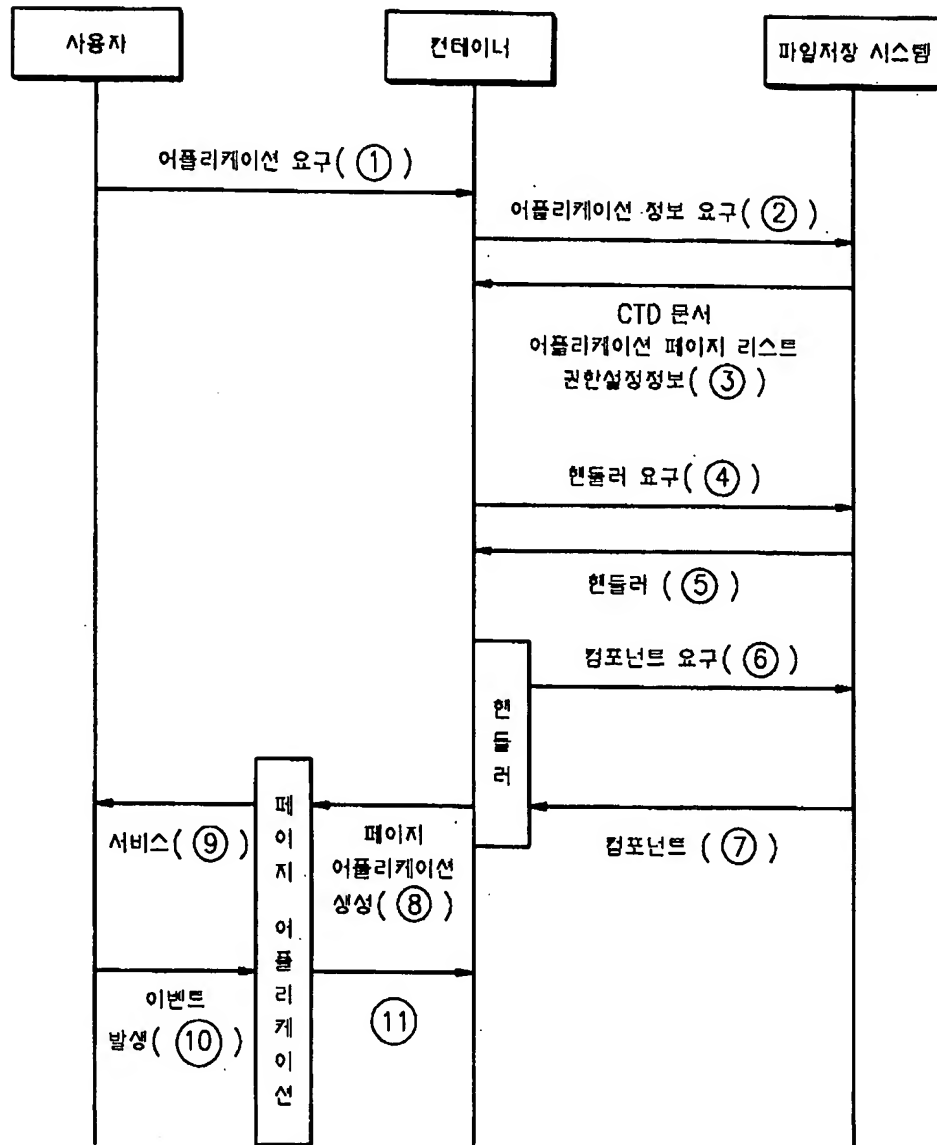 사용자
컨테이너
파일저장 시스템
어플리케이션 요구( ① )
어플리케이션 정보 요구( ② )
CTD 문서
어플리케이션 페이지 리스트
권한설정정보( ③ )
핸들러 요구( ④ )
핸들러 ( ⑤ )
컴포넌트 요구( ⑥ )
핸들러
컴포넌트 ( ⑦ )
페이지
어플리케이션
생성( ⑧ )
서비스( ⑨ )
페이지 어플리케이션
이벤트
발생( ⑩ )
⑪